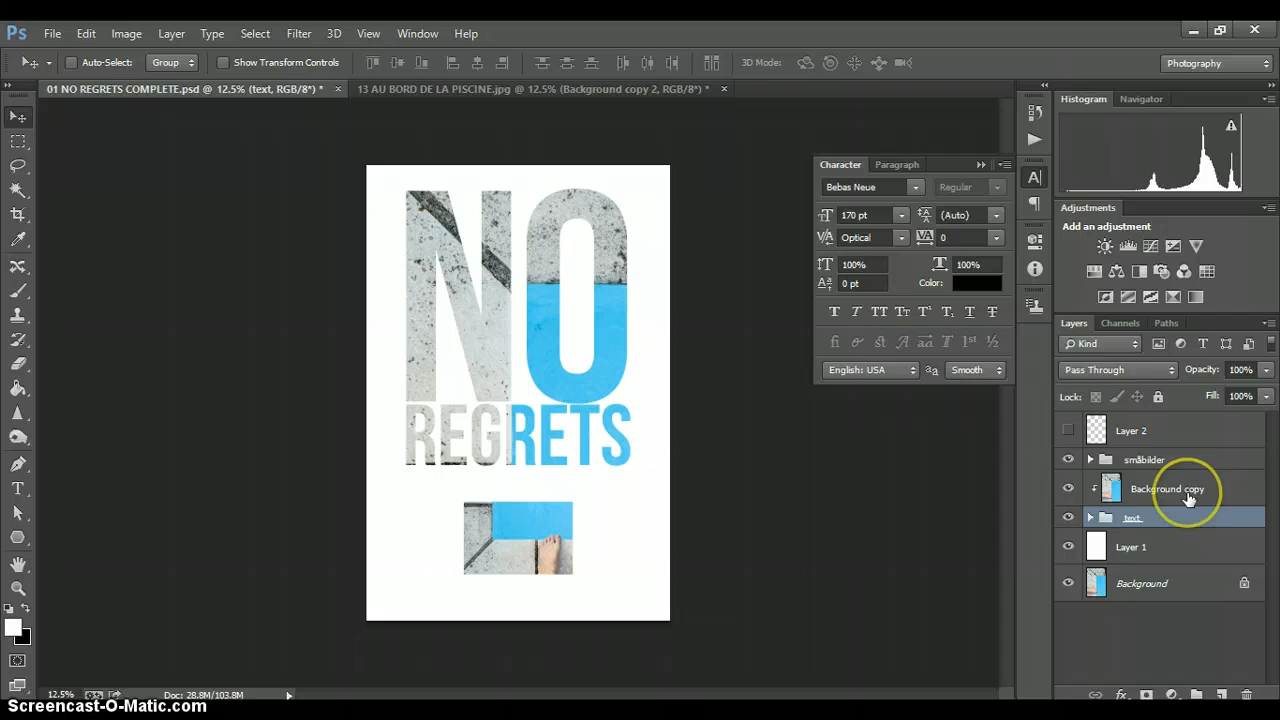 Ps File Edit Image Layer Type Select Filter 3D View Window Help
Auto-Select: Group Show Transform Controls 3D Mode: Photography
01 NO REGRETS COMPLETE.psd @ 12.5% (text, RGB/8*) * × 13 AU BORD DE LA PISCINE.jpg @ 12.5% (Background copy 2, RGB/8*) * ×
Histogram Navigator
Character Paragraph
Bebas Neue Regular
170 pt (Auto)
Optical 0
100% 100%
0 pt Color:
English: USA aa Smooth
Adjustments
Add an adjustment
Layers Channels Paths
Kind
Pass Through Opacity: 100%
Lock: Fill: 100%
Layer 2
småbilder
Background copy
text
Layer 1
Background
NO
REGRETS
12.5% Doc: 28.8M/103.8M
Screencast-O-Matic.com